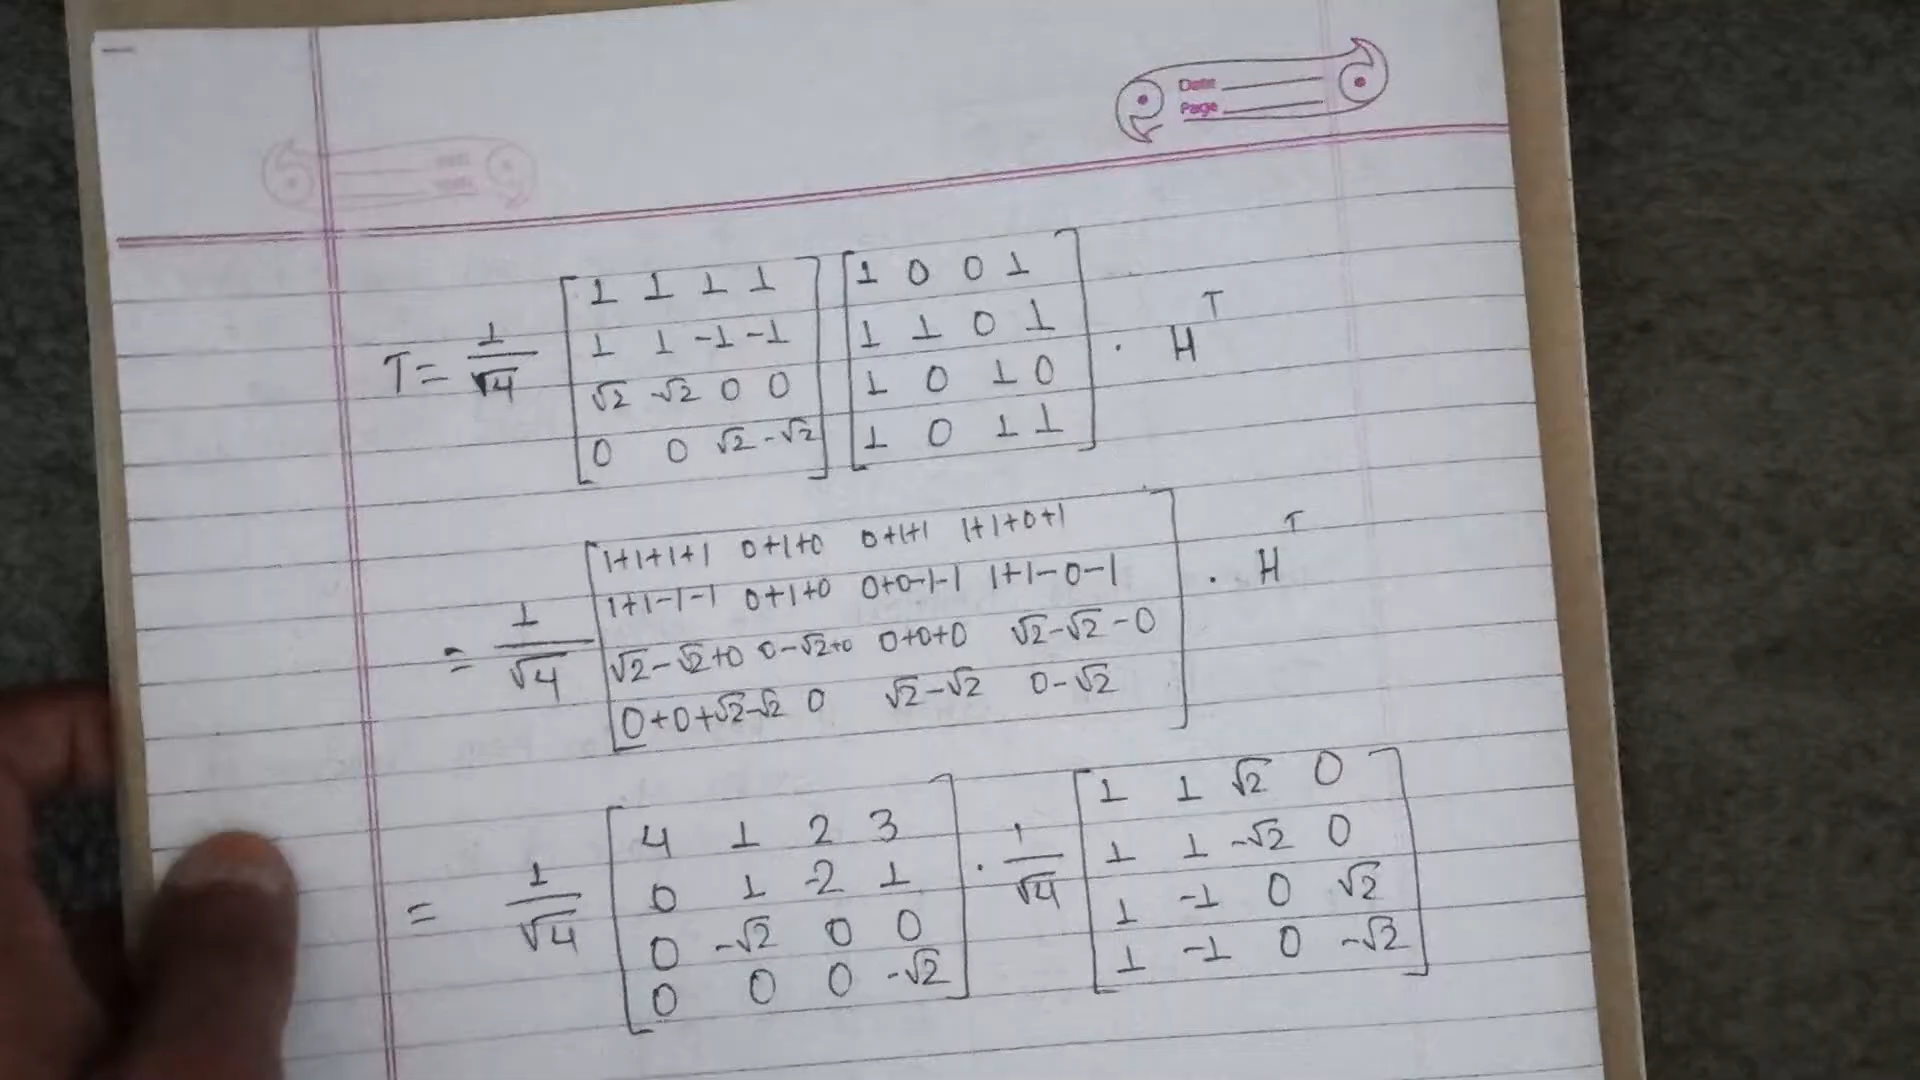 Date
Page
T = 1/√4 [1 1 1 1; 1 1 -1 -1; √2 -√2 0 0; 0 0 √2 -√2] [1 0 0 1; 1 1 0 1; 1 0 1 0; 1 0 1 1] . H^T
= 1/√4 [1+1+1+1 0+1+0 0+1+1 1+1+0+1; 1+1-1-1 0+1+0 0+0-1-1 1+1-0-1; √2-√2+0 0-√2+0 0+0+0 √2-√2-0; 0+0+√2-√2 0 √2-√2 0-√2] . H^T
= 1/√4 [4 1 2 3; 0 1 -2 1; 0 -√2 0 0; 0 0 0 -√2] . 1/√4 [1 1 √2 0; 1 1 -√2 0; 1 -1 0 √2; 1 -1 0 -√2]